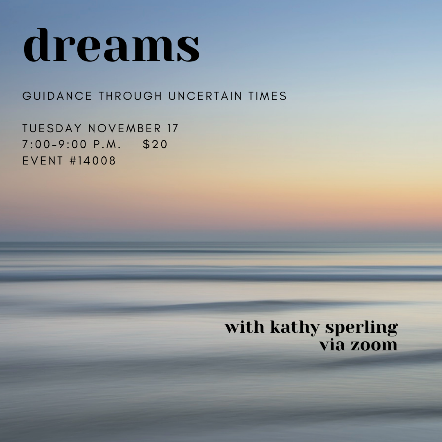 dreams
GUIDANCE THROUGH UNCERTAIN TIMES
TUESDAY NOVEMBER 17
7:00-9:00 P.M. $20
EVENT #14008
with kathy sperling
via zoom